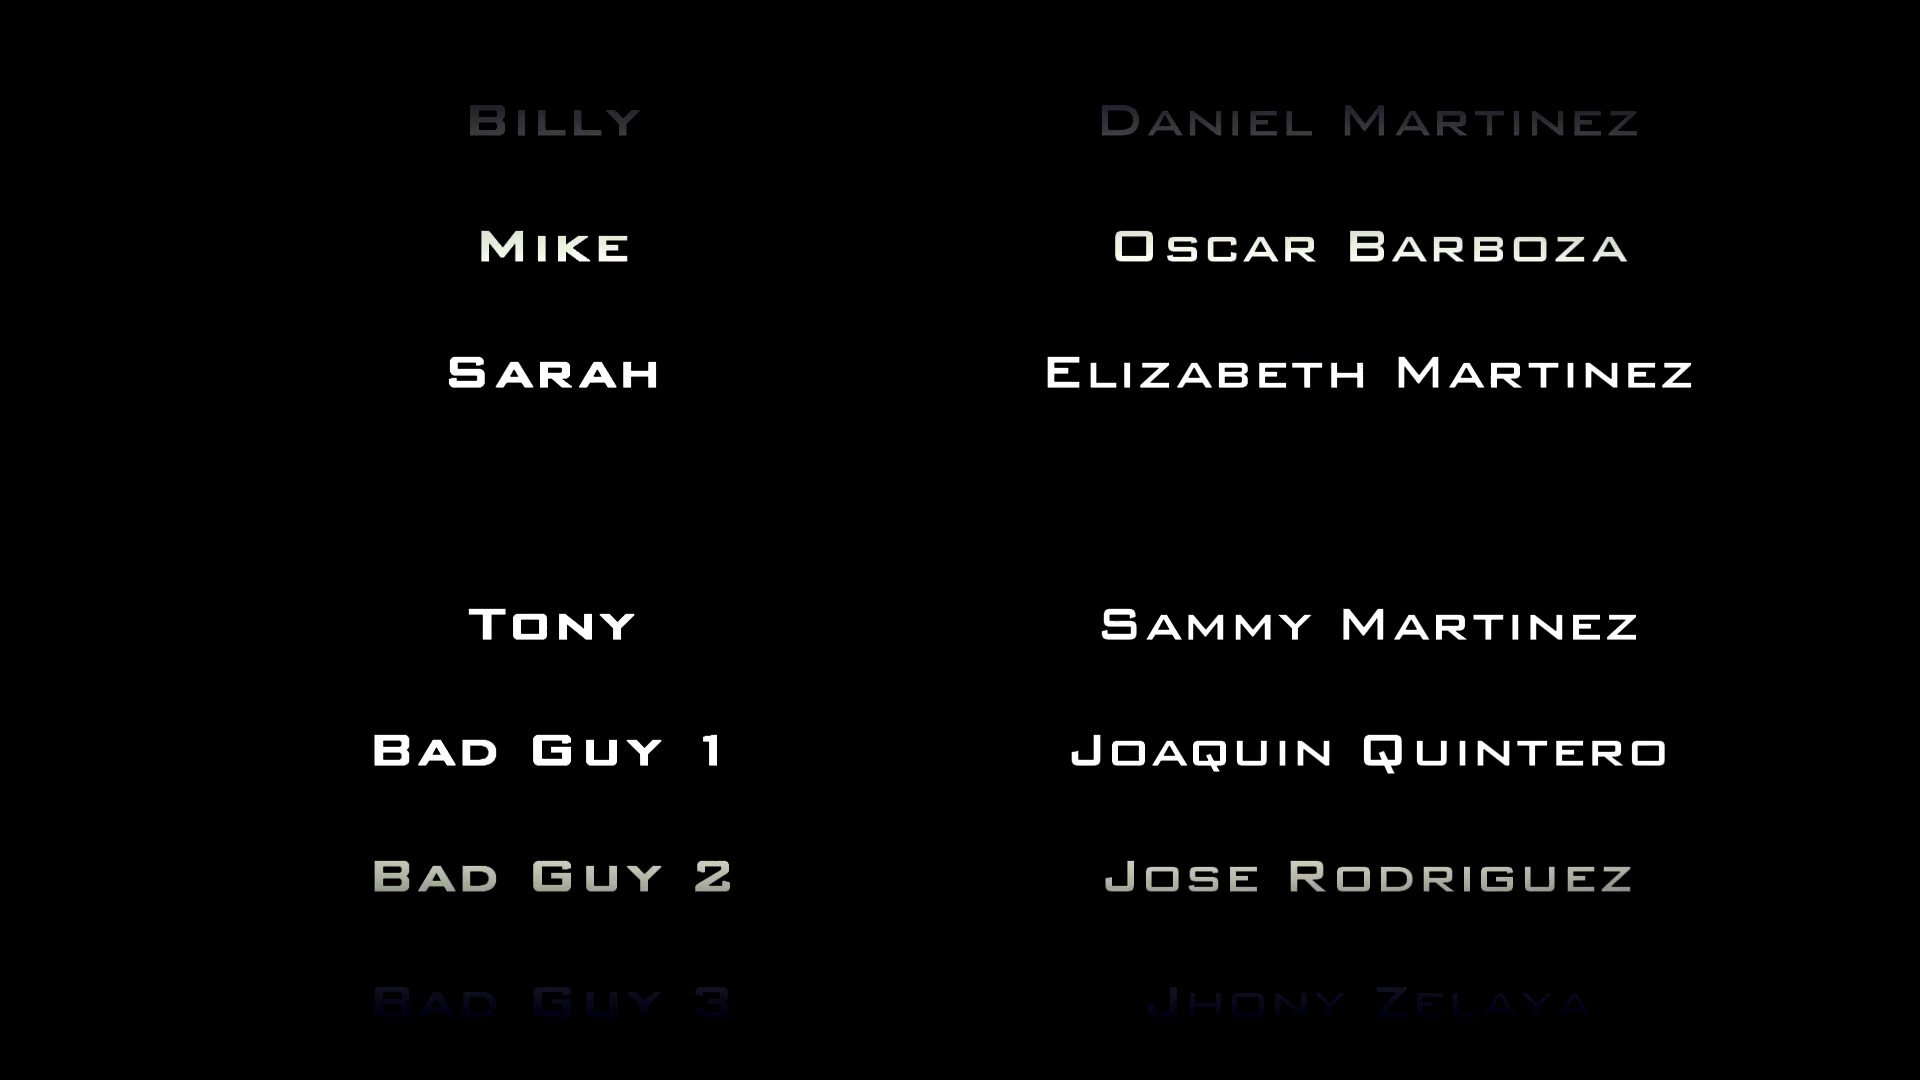 Billy Daniel Martinez
Mike Oscar Barboza
Sarah Elizabeth Martinez
Tony Sammy Martinez
Bad Guy 1 Joaquin Quintero
Bad Guy 2 Jose Rodriguez
Bad Guy 3 Jhony Zelaya